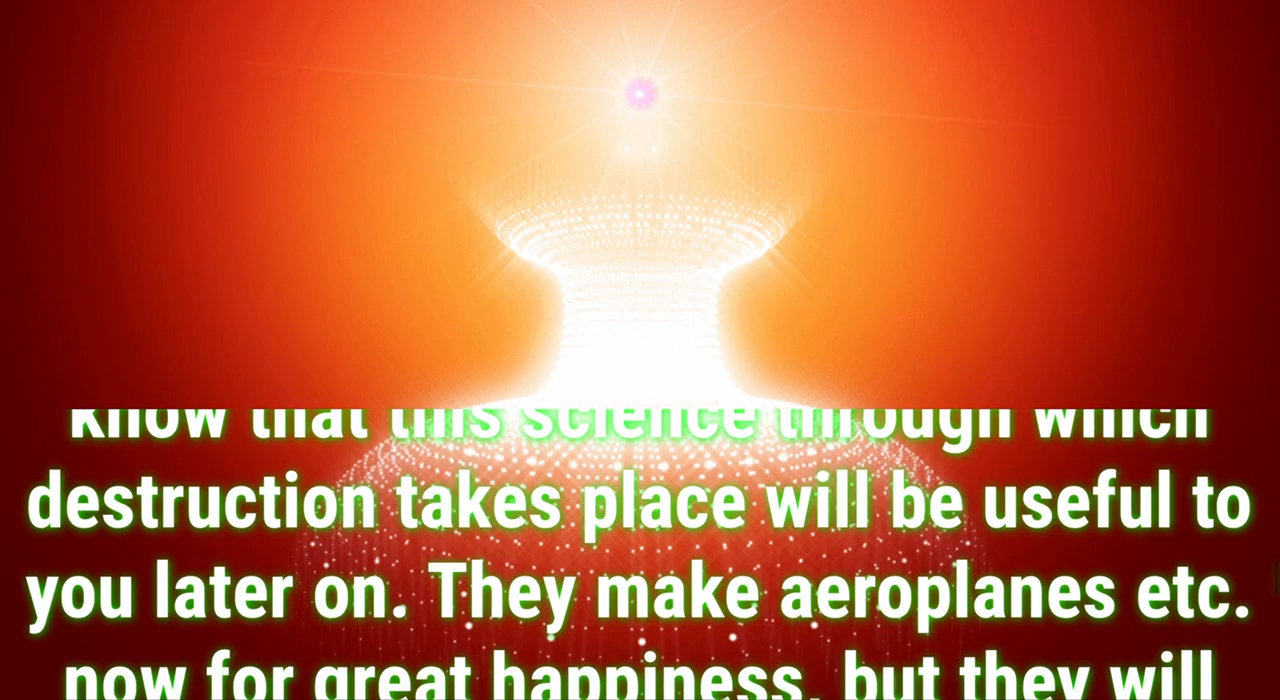 know that this science through which
destruction takes place will be useful to
you later on. They make aeroplanes etc.
now for great happiness, but they will